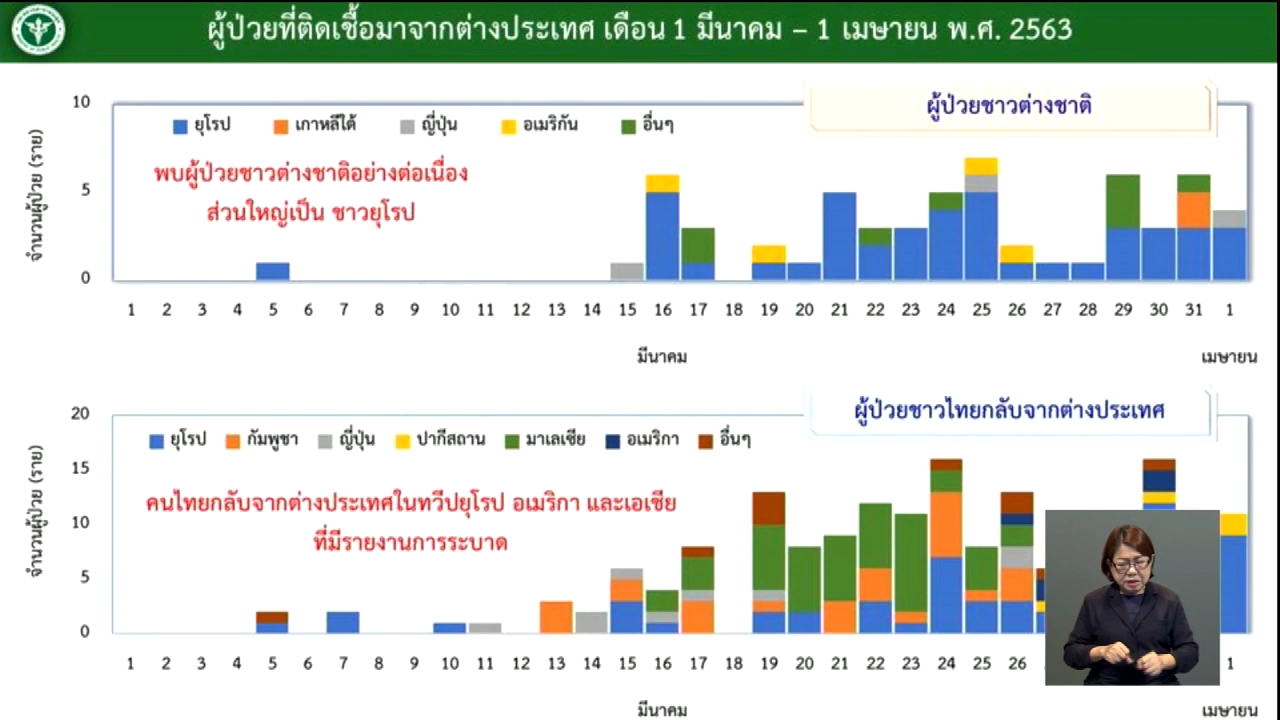 ผู้ป่วยที่ติดเชื้อมาจากต่างประเทศ เดือน 1 มีนาคม – 1 เมษายน พ.ศ. 2563
ผู้ป่วยชาวต่างชาติ
ยุโรป เกาหลีใต้ ญี่ปุ่น อเมริกัน อื่นๆ
พบผู้ป่วยชาวต่างชาติอย่างต่อเนื่อง
ส่วนใหญ่เป็น ชาวยุโรป
จำนวนผู้ป่วย (ราย)
10
5
0
1 2 3 4 5 6 7 8 9 10 11 12 13 14 15 16 17 18 19 20 21 22 23 24 25 26 27 28 29 30 31 1
มีนาคม เมษายน
ผู้ป่วยชาวไทยกลับจากต่างประเทศ
ยุโรป กัมพูชา ญี่ปุ่น ปากีสถาน มาเลเซีย อเมริกา อื่นๆ
คนไทยกลับจากต่างประเทศในทวีปยุโรป อเมริกา และเอเชีย
ที่มีรายงานการระบาด
จำนวนผู้ป่วย (ราย)
20
15
10
5
0
1 2 3 4 5 6 7 8 9 10 11 12 13 14 15 16 17 18 19 20 21 22 23 24 25 26 1
มีนาคม เมษายน